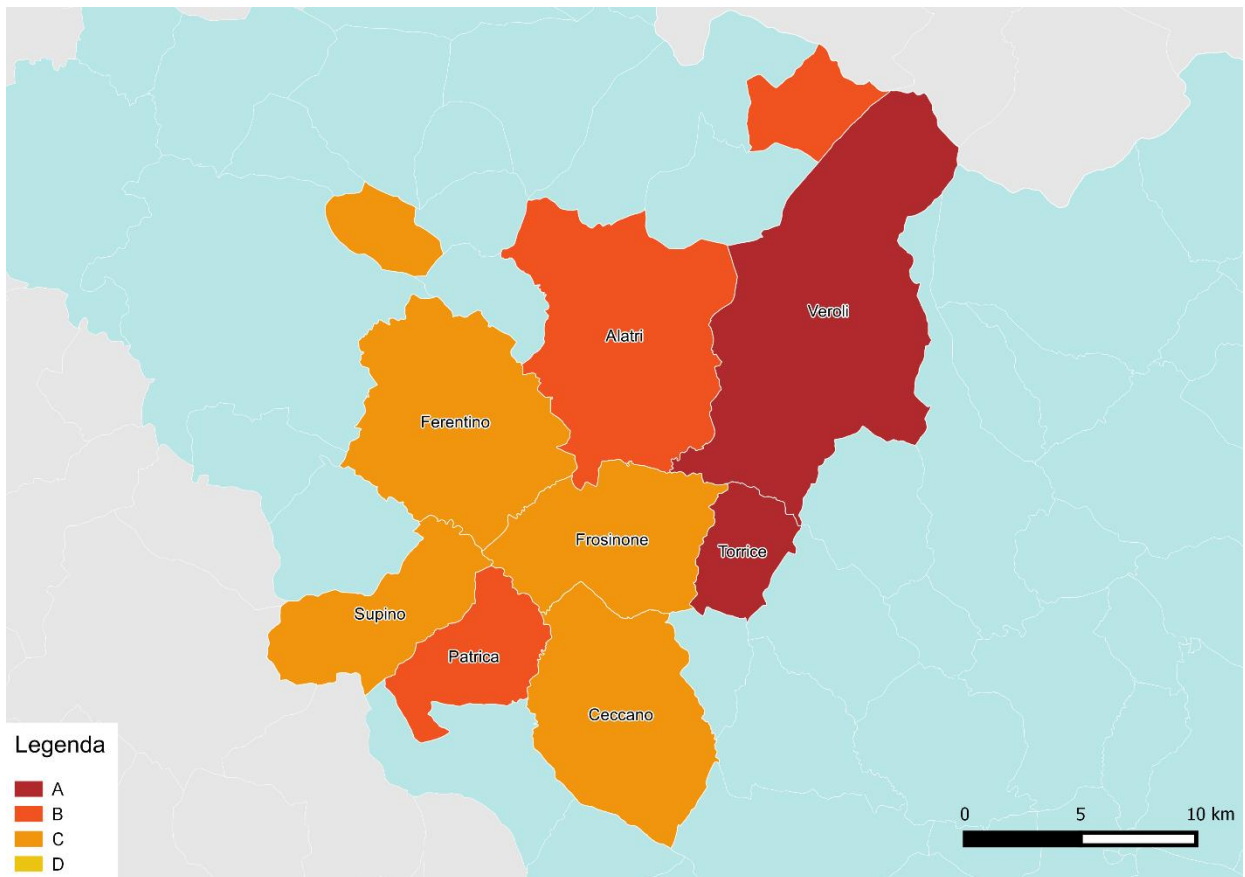 Veroli
Alatri
Ferentino
Frosinone
Torrice
Supino
Patrica
Ceccano
Legenda
A
B
C
D
0 5 10 km